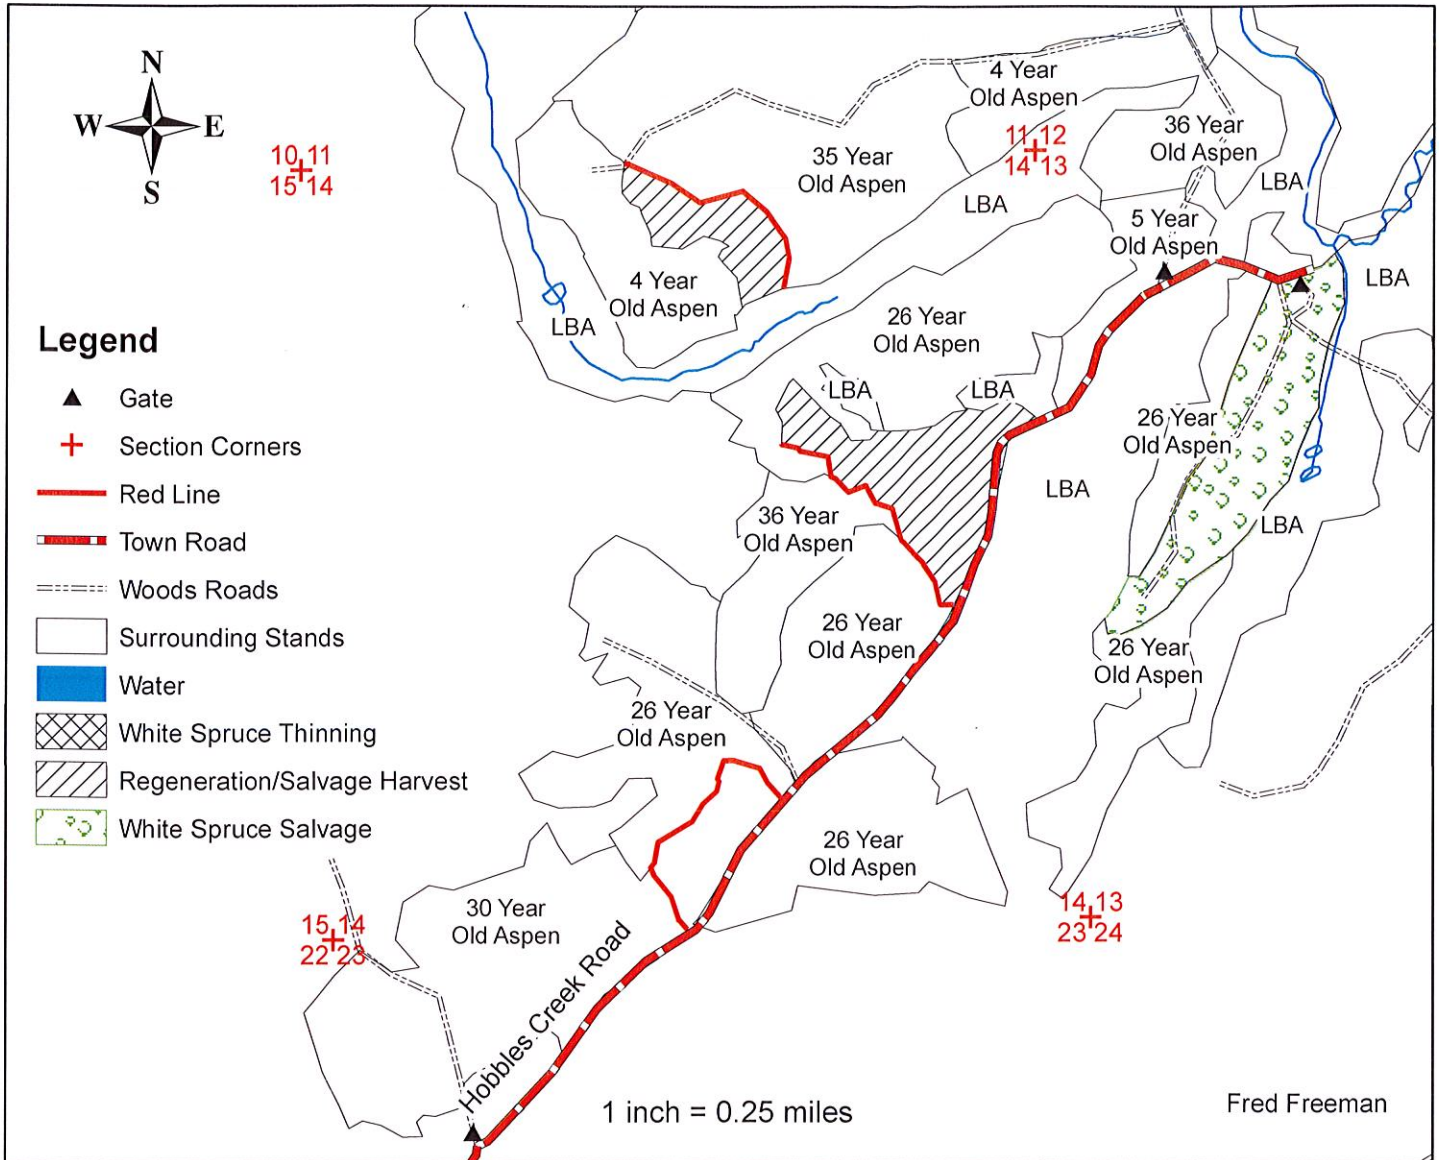 N
W E
S
10 11
15 14
Legend
Gate
Section Corners
Red Line
Town Road
Woods Roads
Surrounding Stands
Water
White Spruce Thinning
Regeneration/Salvage Harvest
White Spruce Salvage
4 Year
Old Aspen
11 12
14 13
36 Year
Old Aspen
35 Year
Old Aspen
LBA
LBA
5 Year
Old Aspen
LBA
4 Year
Old Aspen
LBA
26 Year
Old Aspen
LBA
LBA
26 Year
Old Aspen
LBA
36 Year
Old Aspen
LBA
26 Year
Old Aspen
26 Year
Old Aspen
26 Year
Old Aspen
26 Year
Old Aspen
30 Year
Old Aspen
15 14
22 23
14 13
23 24
Hobbles Creek Road
1 inch = 0.25 miles
Fred Freeman